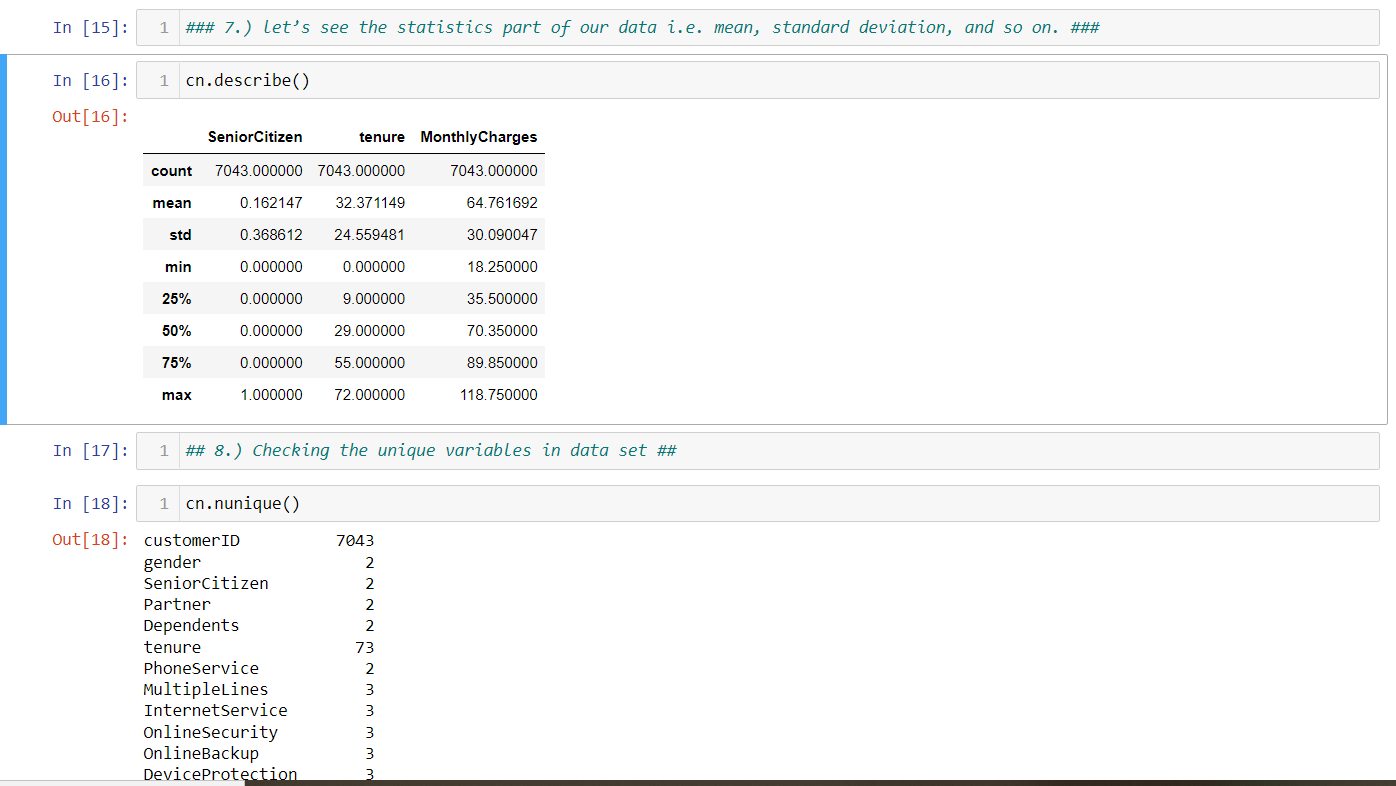 In [15]: 1 ### 7.) let’s see the statistics part of our data i.e. mean, standard deviation, and so on. ###
In [16]: 1 cn.describe()
Out[16]:
SeniorCitizen tenure MonthlyCharges
count 7043.000000 7043.000000 7043.000000
mean 0.162147 32.371149 64.761692
std 0.368612 24.559481 30.090047
min 0.000000 0.000000 18.250000
25% 0.000000 9.000000 35.500000
50% 0.000000 29.000000 70.350000
75% 0.000000 55.000000 89.850000
max 1.000000 72.000000 118.750000
In [17]: 1 ## 8.) Checking the unique variables in data set ##
In [18]: 1 cn.nunique()
Out[18]: customerID 7043
gender 2
SeniorCitizen 2
Partner 2
Dependents 2
tenure 73
PhoneService 2
MultipleLines 3
InternetService 3
OnlineSecurity 3
OnlineBackup 3
DeviceProtection 3